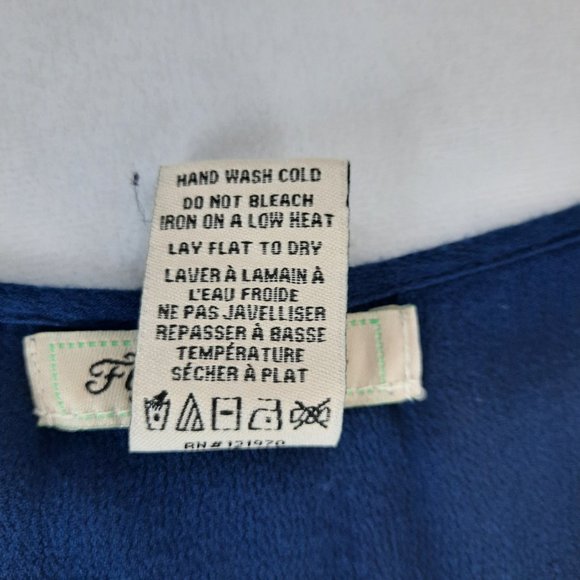 HAND WASH COLD
DO NOT BLEACH
IRON ON A LOW HEAT
LAY FLAT TO DRY
LAVER À LAMAIN À
L'EAU FROIDE
NE PAS JAVELLISER
REPASSER À BASSE
TEMPÉRATURE
SÉCHER À PLAT
RN#121970